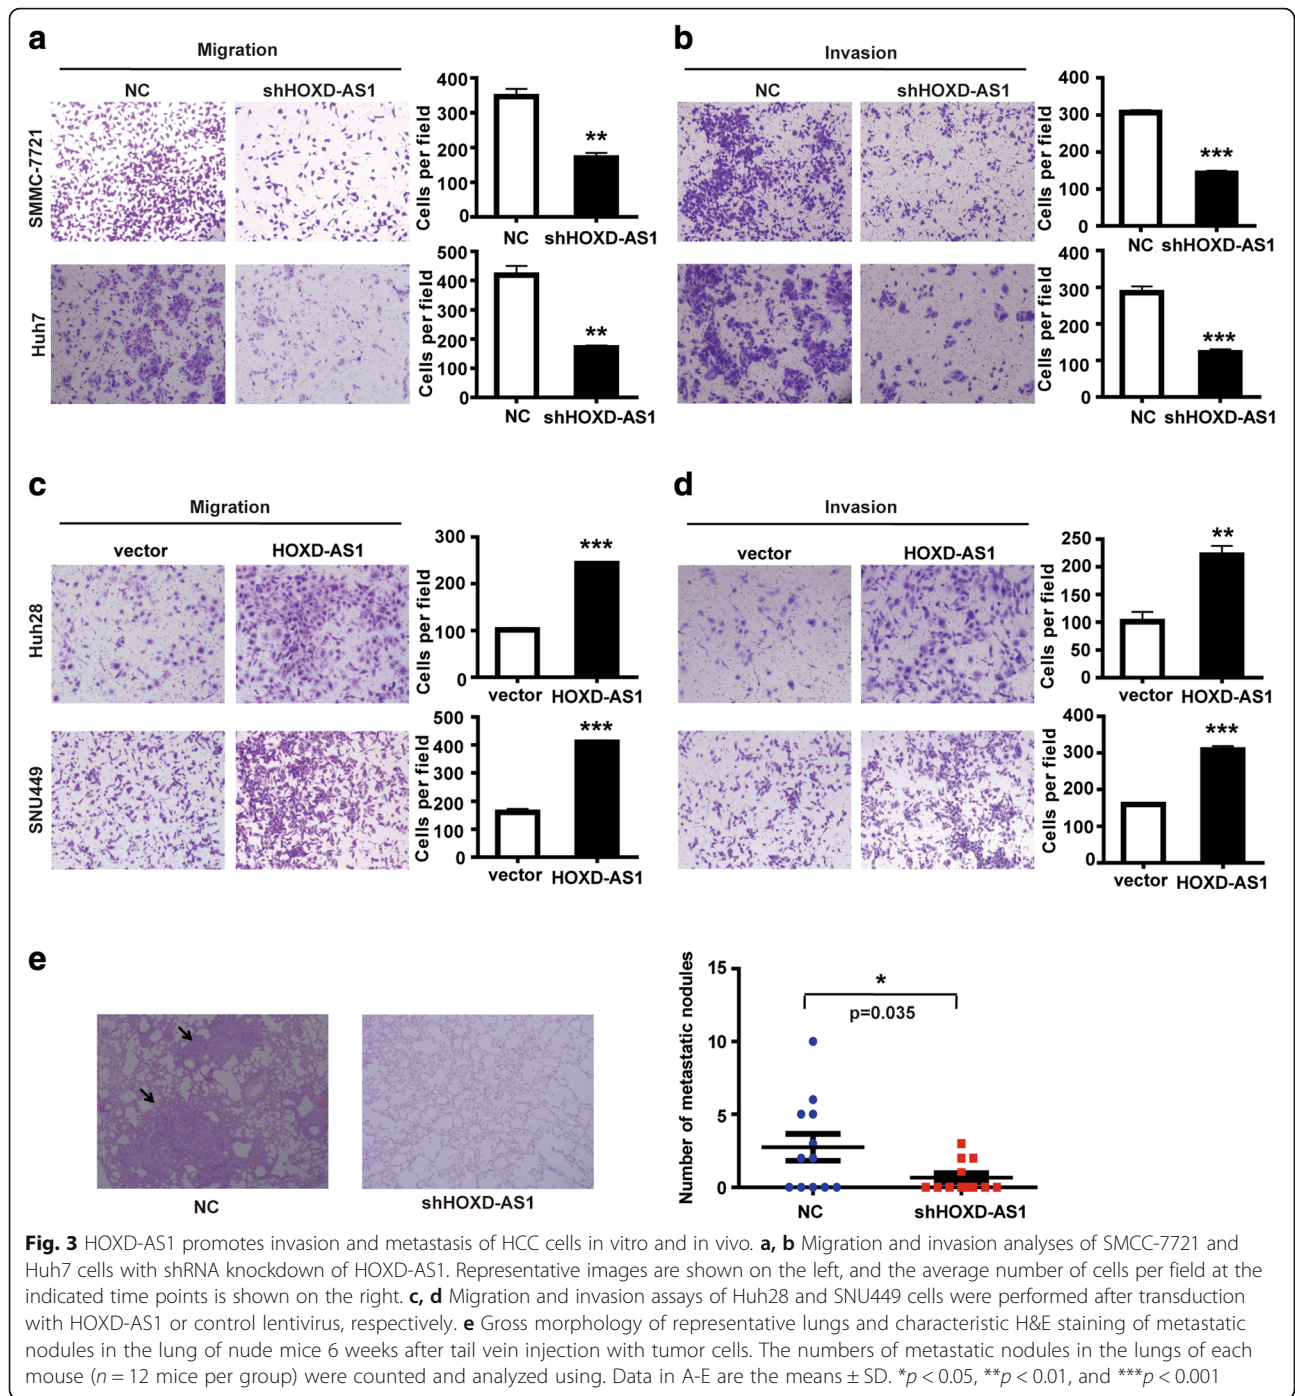 a
Migration
NC shHOXD-AS1
SMMC-7721
Huh7
Cells per field
400
300
200
100
0
**
NC shHOXD-AS1
Cells per field
500
400
300
200
100
0
**
NC shHOXD-AS1
b
Invasion
NC shHOXD-AS1
Cells per field
400
300
200
100
0
***
NC shHOXD-AS1
Cells per field
400
300
200
100
0
***
NC shHOXD-AS1
c
Migration
vector HOXD-AS1
Huh28
SNU449
Cells per field
300
200
100
0
***
vector HOXD-AS1
Cells per field
500
400
300
200
100
0
***
vector HOXD-AS1
d
Invasion
vector HOXD-AS1
Cells per field
250
200
150
100
50
0
**
vector HOXD-AS1
Cells per field
400
300
200
100
0
***
vector HOXD-AS1
e
NC
shHOXD-AS1
Number of metastatic nodules
15
10
5
0
*
p=0.035
NC shHOXD-AS1
Fig. 3 HOXD-AS1 promotes invasion and metastasis of HCC cells in vitro and in vivo. a, b Migration and invasion analyses of SMCC-7721 and
Huh7 cells with shRNA knockdown of HOXD-AS1. Representative images are shown on the left, and the average number of cells per field at the
indicated time points is shown on the right. c, d Migration and invasion assays of Huh28 and SNU449 cells were performed after transduction
with HOXD-AS1 or control lentivirus, respectively. e Gross morphology of representative lungs and characteristic H&E staining of metastatic
nodules in the lung of nude mice 6 weeks after tail vein injection with tumor cells. The numbers of metastatic nodules in the lungs of each
mouse (n = 12 mice per group) were counted and analyzed using. Data in A-E are the means ± SD. *p < 0.05, **p < 0.01, and ***p < 0.001